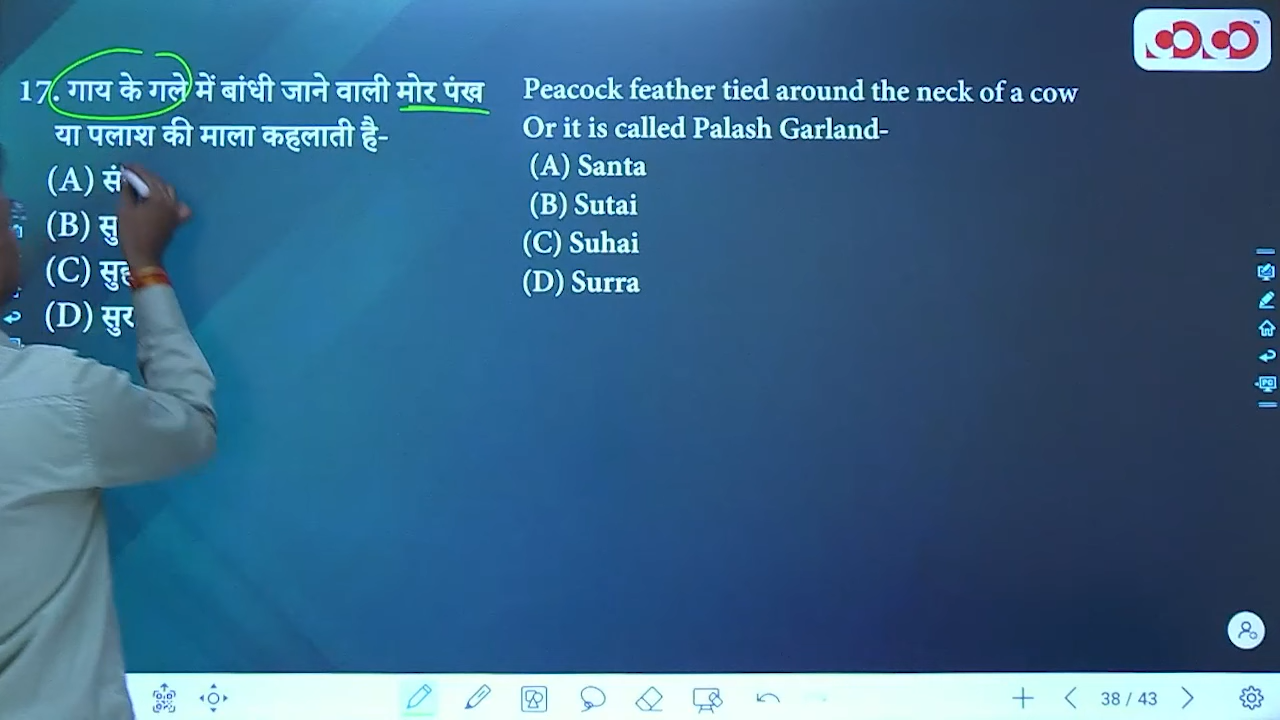 17. गाय के गले में बांधी जाने वाली मोर पंख
या पलाश की माला कहलाती है-
(A)
(B)
(C)
(D)
Peacock feather tied around the neck of a cow
Or it is called Palash Garland-
(A) Santa
(B) Sutai
(C) Suhai
(D) Surra
38 / 43